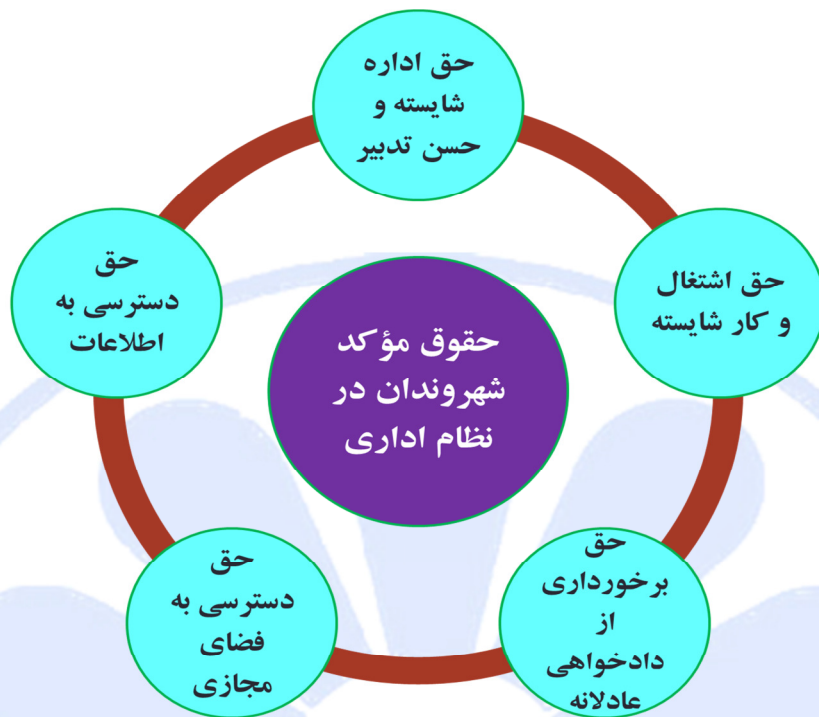 حق اداره
شایسته و
حسن تدبیر
حق اشتغال
و کار شایسته
حق
برخورداری
از
دادخواهی
عادلانه
حق
دسترسی به
فضای
مجازی
حق
دسترسی به
اطلاعات
حقوق مؤکد
شهروندان در
نظام اداری